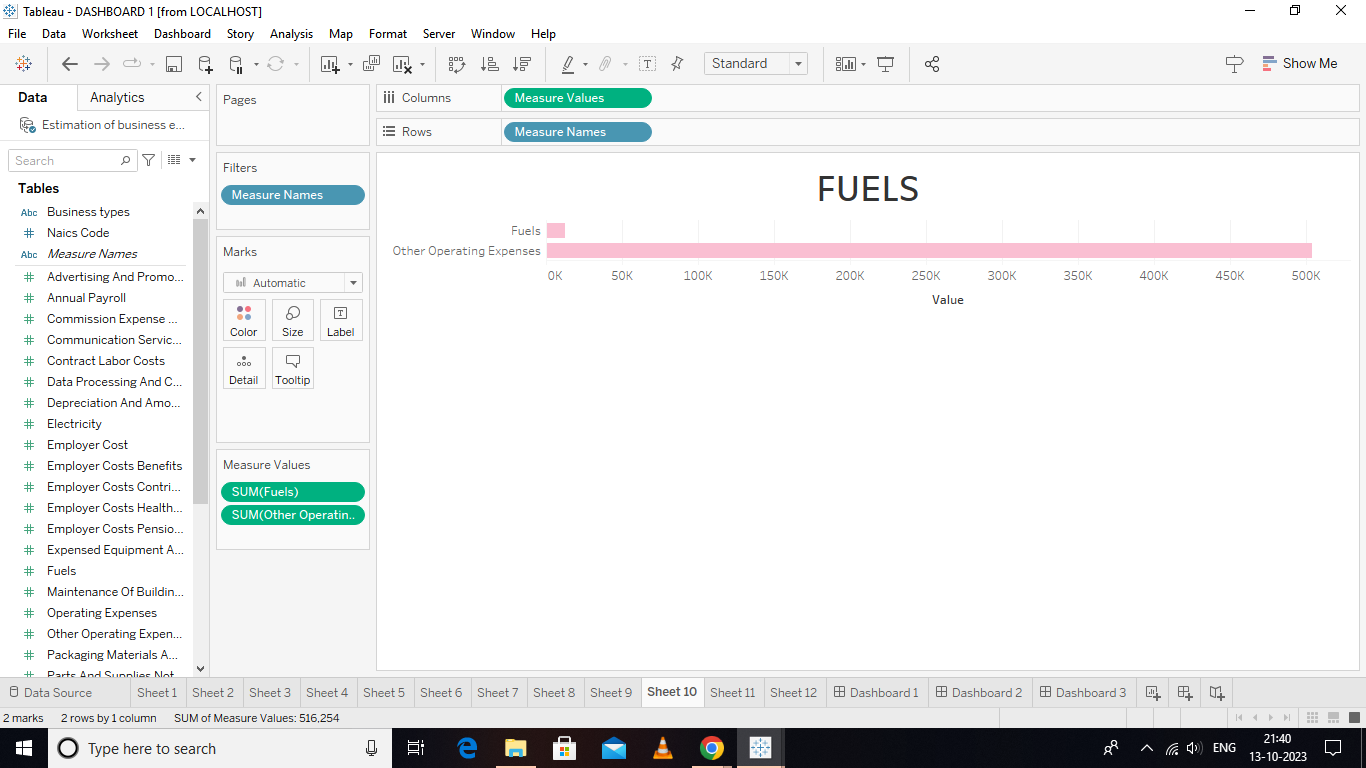 Tableau - DASHBOARD 1 [from LOCALHOST]
File Data Worksheet Dashboard Story Analysis Map Format Server Window Help
Standard
Show Me
Data
Analytics
Estimation of business e...
Search
Tables
Abc Business types
# Naics Code
Abc Measure Names
# Advertising And Promo...
# Annual Payroll
# Commission Expense ...
# Communication Servic...
# Contract Labor Costs
# Data Processing And C...
# Depreciation And Amo...
# Electricity
# Employer Cost
# Employer Costs Benefits
# Employer Costs Contri...
# Employer Costs Health...
# Employer Costs Pensio...
# Expensed Equipment A...
# Fuels
# Maintenance Of Buildin...
# Operating Expenses
# Other Operating Expen...
# Packaging Materials A...
# Parts And Supplies Not
Pages
Filters
Measure Names
Marks
Automatic
Color
Size
T Label
Detail
Tooltip
Measure Values
SUM(Fuels)
SUM(Other Operatin..
Columns
Measure Values
Rows
Measure Names
FUELS
Fuels
Other Operating Expenses
0K 50K 100K 150K 200K 250K 300K 350K 400K 450K 500K
Value
Data Source Sheet 1 Sheet 2 Sheet 3 Sheet 4 Sheet 5 Sheet 6 Sheet 7 Sheet 8 Sheet 9 Sheet 10 Sheet 11 Sheet 12 Dashboard 1 Dashboard 2 Dashboard 3
2 marks 2 rows by 1 column SUM of Measure Values: 516,254
Type here to search
ENG
21:40
13-10-2023